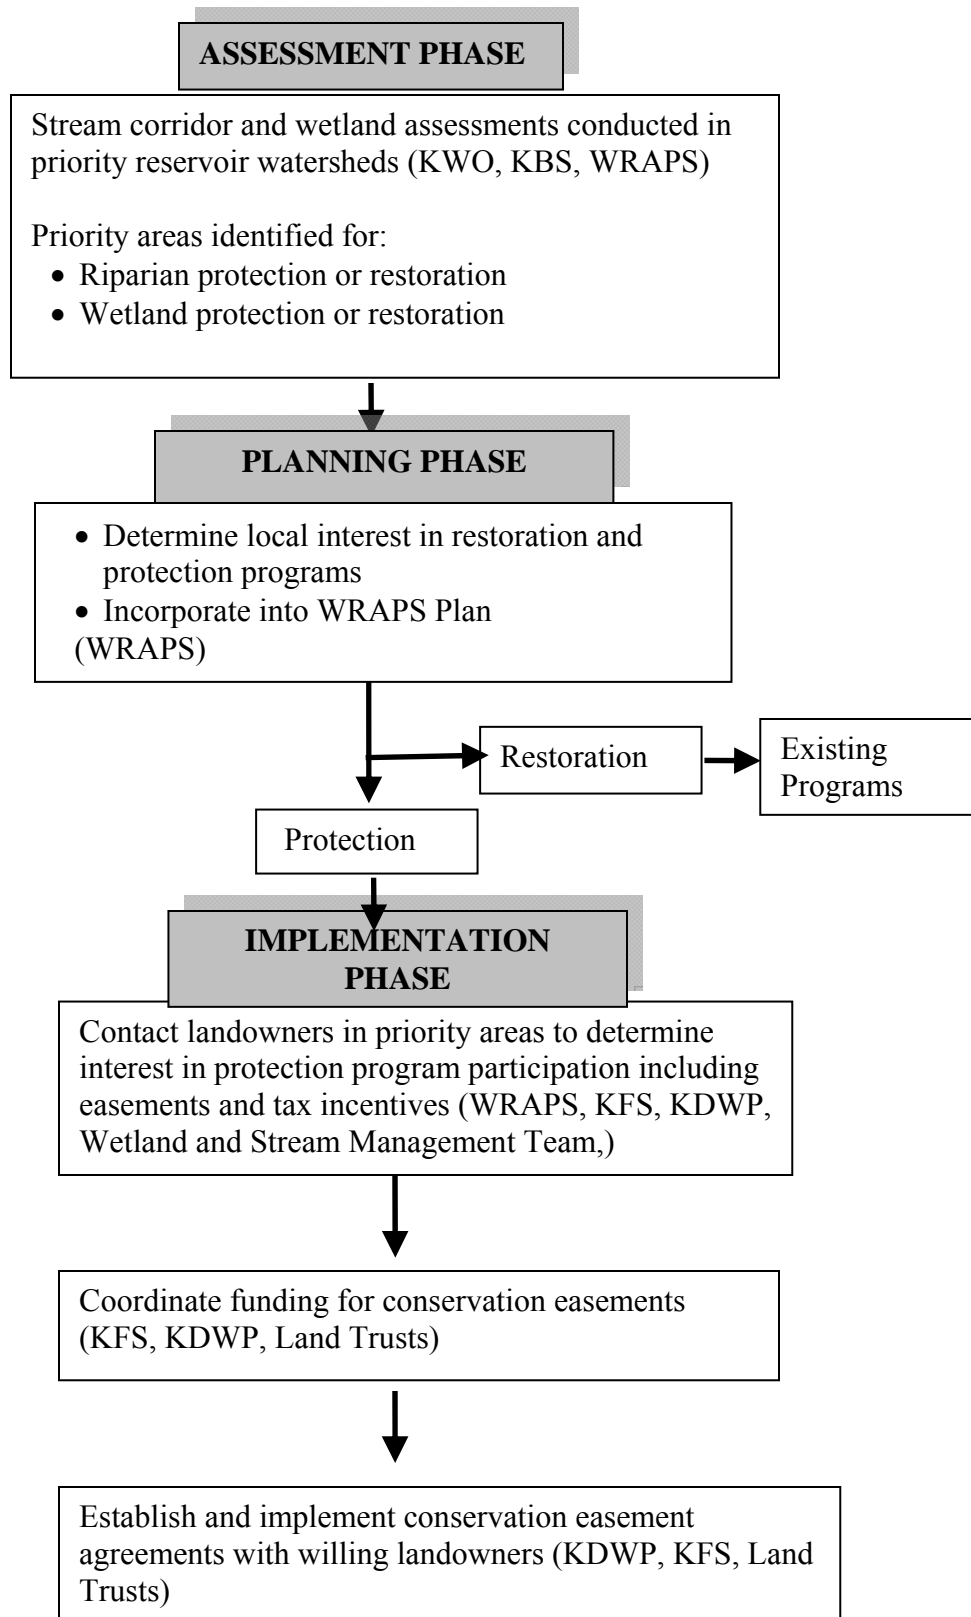 ASSESSMENT PHASE
Stream corridor and wetland assessments conducted in
priority reservoir watersheds (KWO, KBS, WRAPS)
Priority areas identified for:
• Riparian protection or restoration
• Wetland protection or restoration
PLANNING PHASE
• Determine local interest in restoration and
protection programs
• Incorporate into WRAPS Plan
(WRAPS)
Restoration
Existing
Programs
Protection
IMPLEMENTATION
PHASE
Contact landowners in priority areas to determine
interest in protection program participation including
easements and tax incentives (WRAPS, KFS, KDWP,
Wetland and Stream Management Team,)
Coordinate funding for conservation easements
(KFS, KDWP, Land Trusts)
Establish and implement conservation easement
agreements with willing landowners (KDWP, KFS, Land
Trusts)